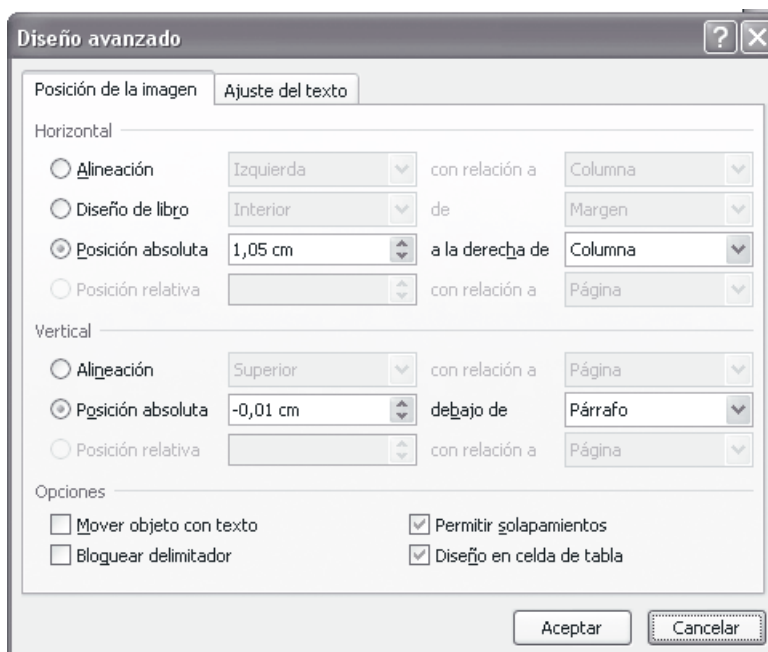 Diseño avanzado
Posición de la imagen Ajuste del texto
Horizontal
Alineación Izquierda con relación a Columna
Diseño de libro Interior de Margen
Posición absoluta 1,05 cm a la derecha de Columna
Posición relativa con relación a Página
Vertical
Alineación Superior con relación a Página
Posición absoluta -0,01 cm debajo de Párrafo
Posición relativa con relación a Página
Opciones
Mover objeto con texto Permitir solapamientos
Bloquear delimitador Diseño en celda de tabla
Aceptar Cancelar